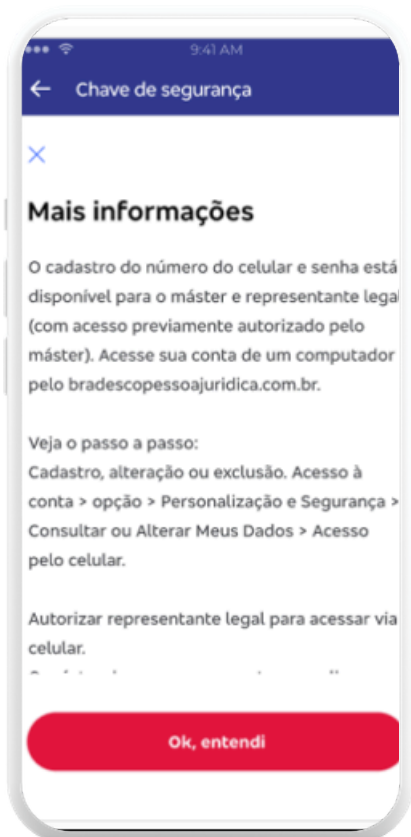 9:41 AM
Chave de segurança
Mais informações
O cadastro do número do celular e senha está
disponível para o máster e representante legal
(com acesso previamente autorizado pelo
máster). Acesse sua conta de um computador
pelo bradescopessoajuridica.com.br.
Veja o passo a passo:
Cadastro, alteração ou exclusão. Acesso à
conta > opção > Personalização e Segurança >
Consultar ou Alterar Meus Dados > Acesso
pelo celular.
Autorizar representante legal para acessar via
celular.
Ok, entendi